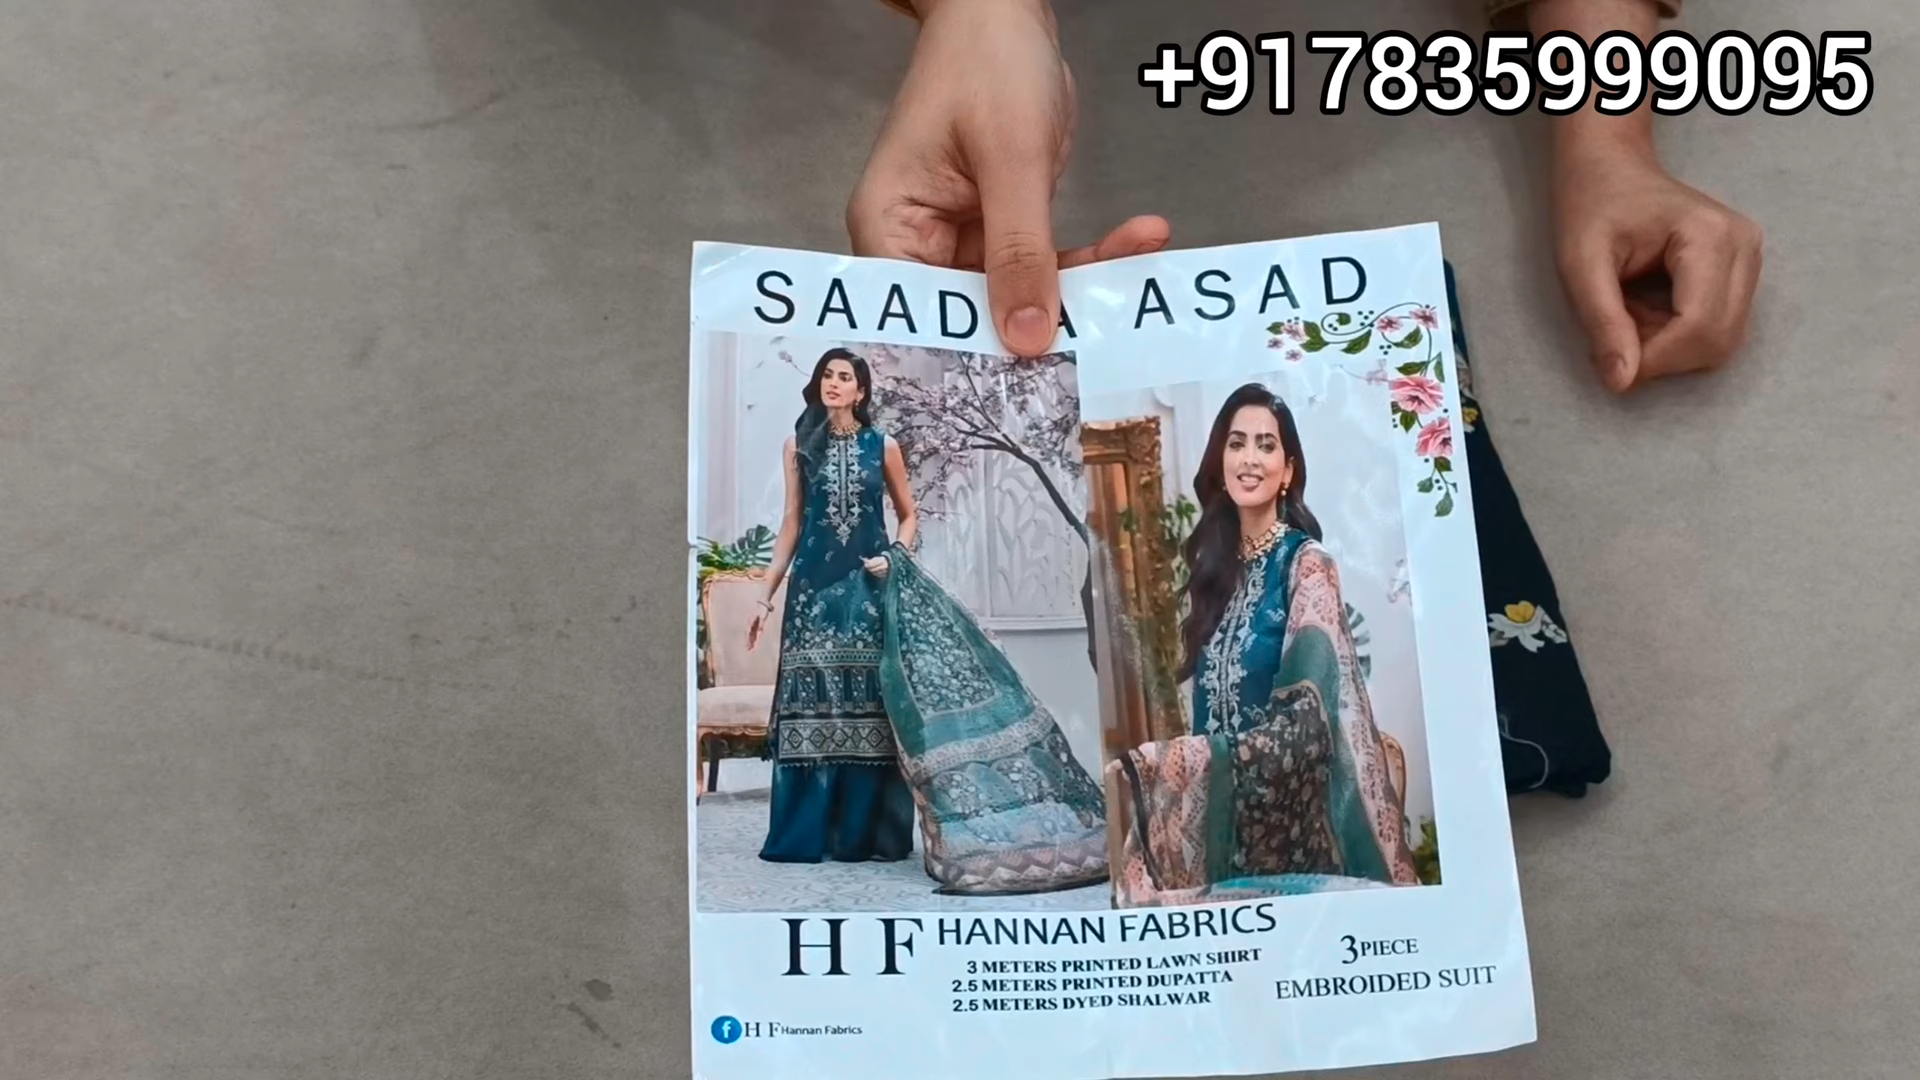 +917835999095
ASAD
H F HANNAN FABRICS
3 METERS PRINTED LAWN SHIRT
2.5 METERS PRINTED DUPATTA
2.5 METERS DYED SHALWAR
3PIECE
EMBROIDED SUIT
f H F Hannan Fabrics